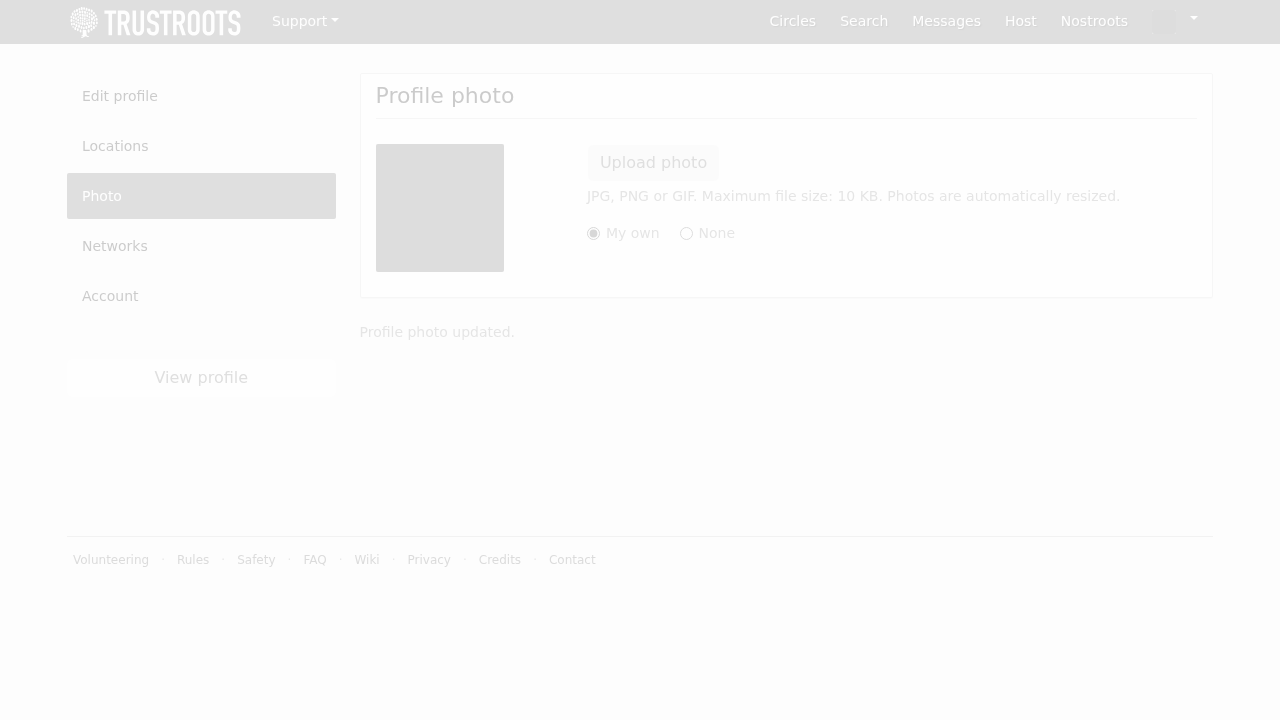 TRUSTROOTS
Support
Circles
Search
Messages
Host
Nostroots
Edit profile
Locations
Photo
Networks
Account
View profile
Profile photo
Upload photo
JPG, PNG or GIF. Maximum file size: 10 KB. Photos are automatically resized.
My own
None
Profile photo updated.
Volunteering · Rules · Safety · FAQ · Wiki · Privacy · Credits · Contact